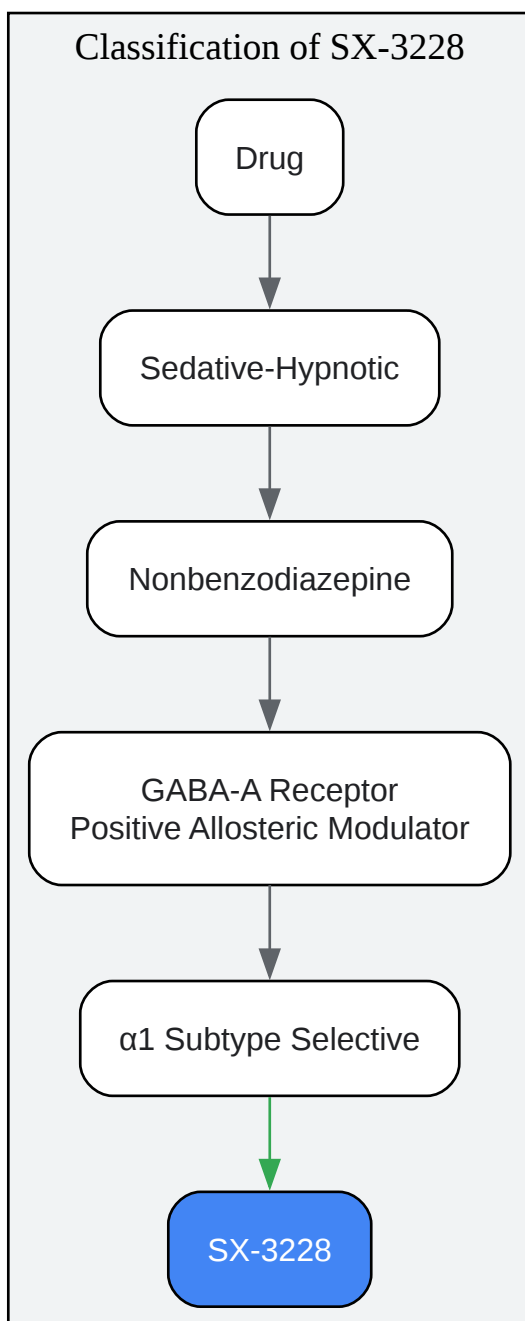 Classification of SX-3228
Drug
Sedative-Hypnotic
Nonbenzodiazepine
GABA-A Receptor
Positive Allosteric Modulator
α1 Subtype Selective
SX-3228